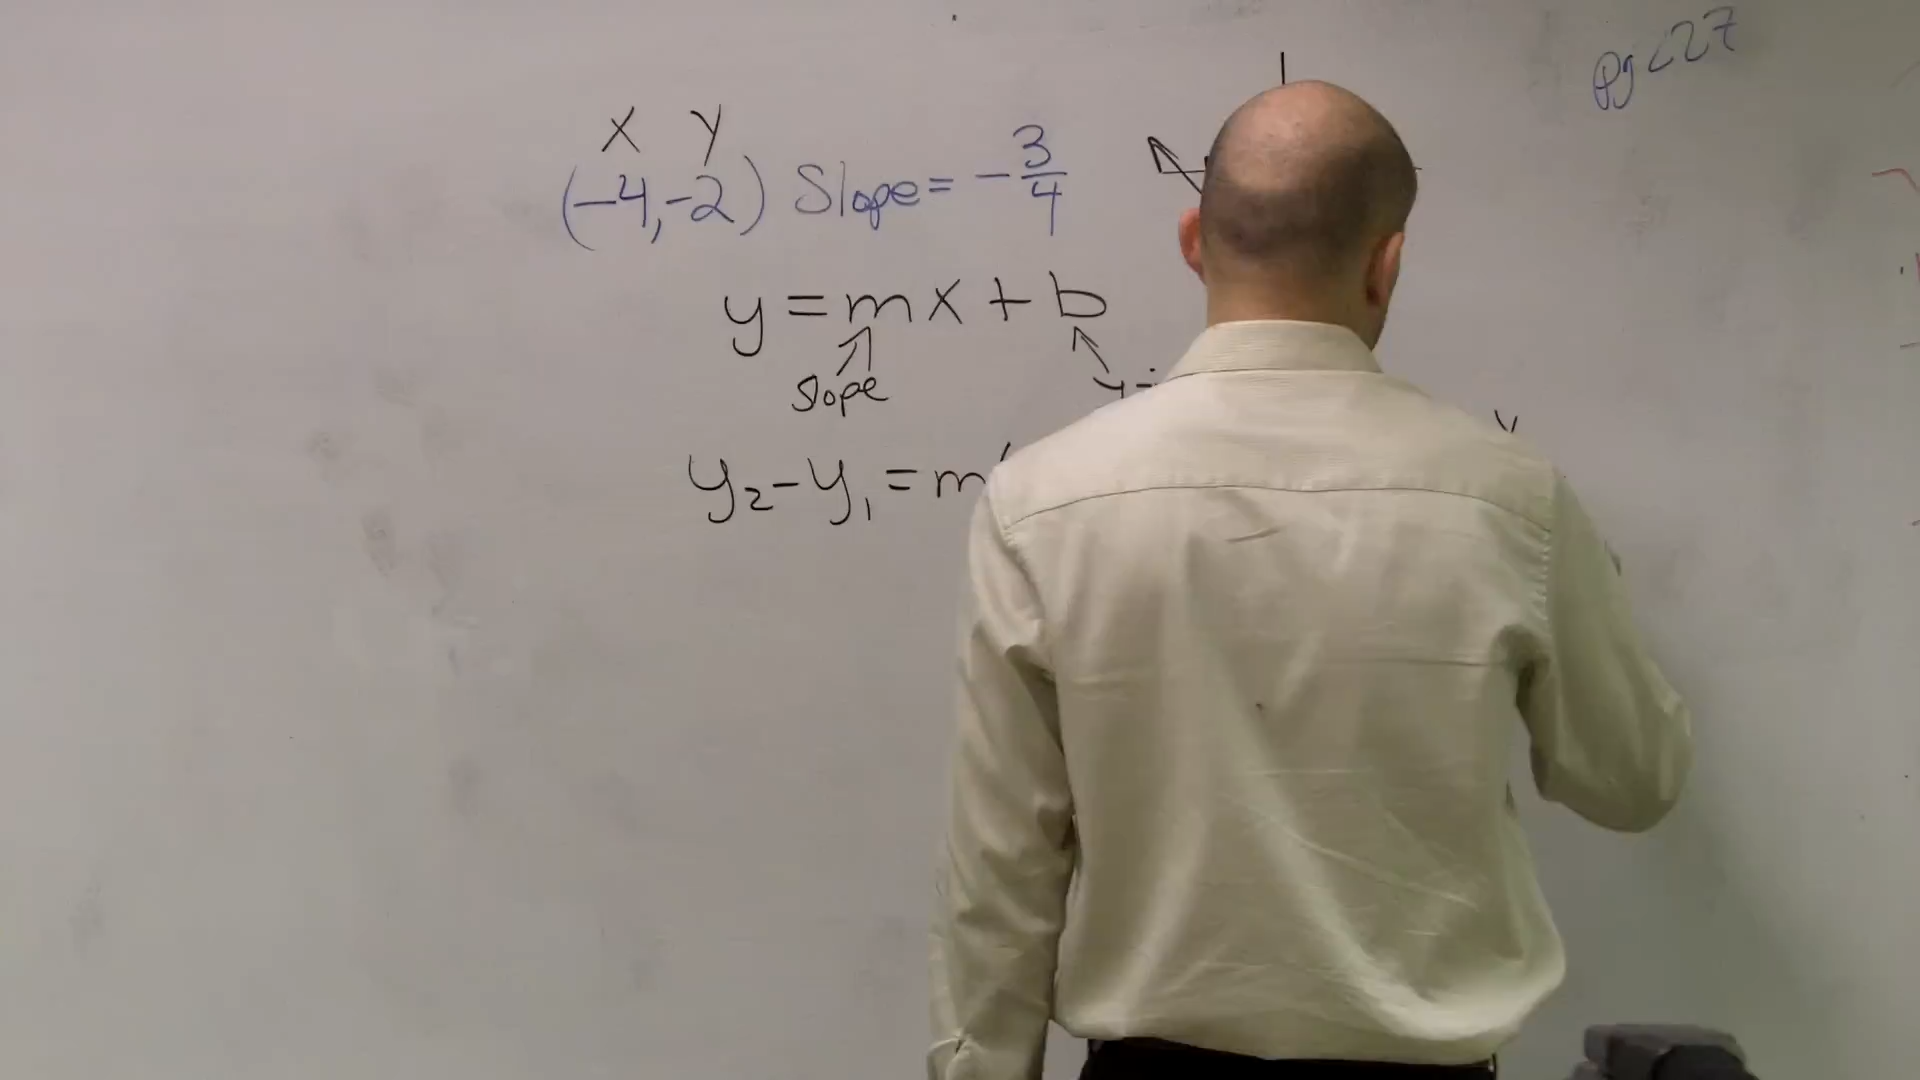 pg 227
x y
(-4,-2) Slope = -3/4
y = mx + b
Slope
y-
y₂-y₁=m(